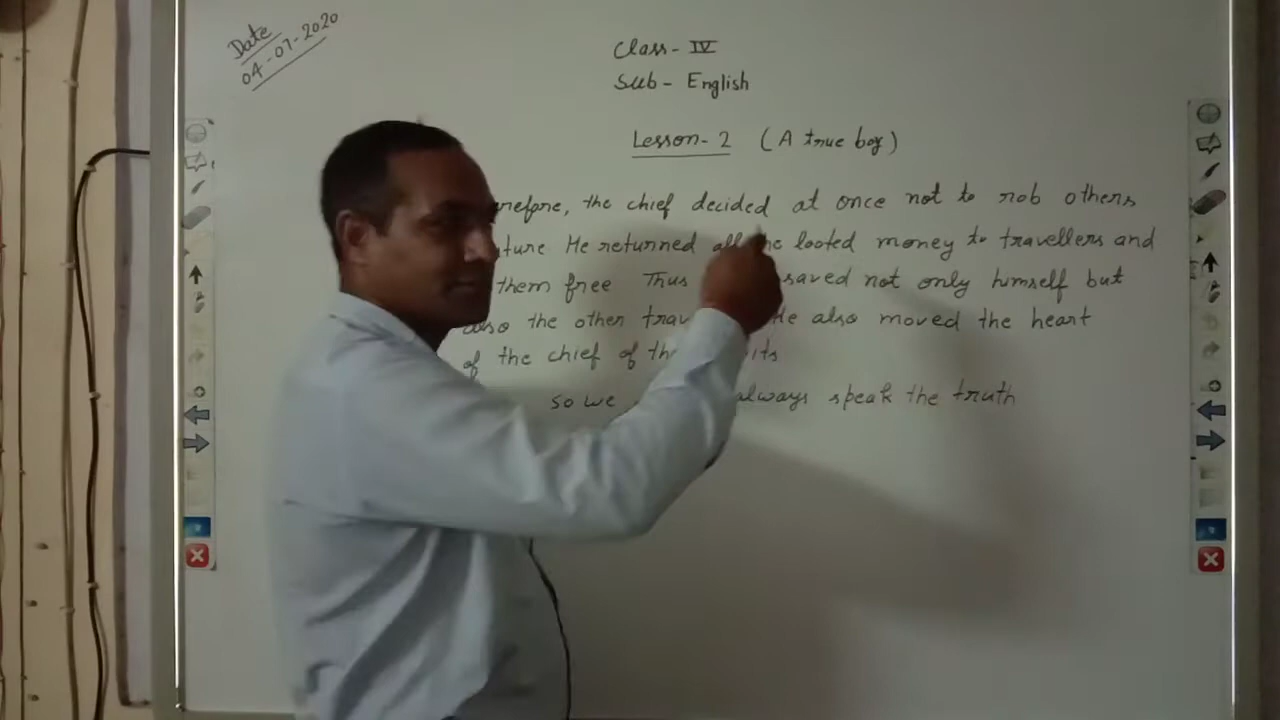 Date
04-07-2020
Class- IV
Sub- English
Lesson-2 (A true boy)
the chief decided at once not to rob others
He returned all looted money to travellers and
them free Thus saved not only himself but
also the other also moved the heart
of the chief of
so we always speak the truth